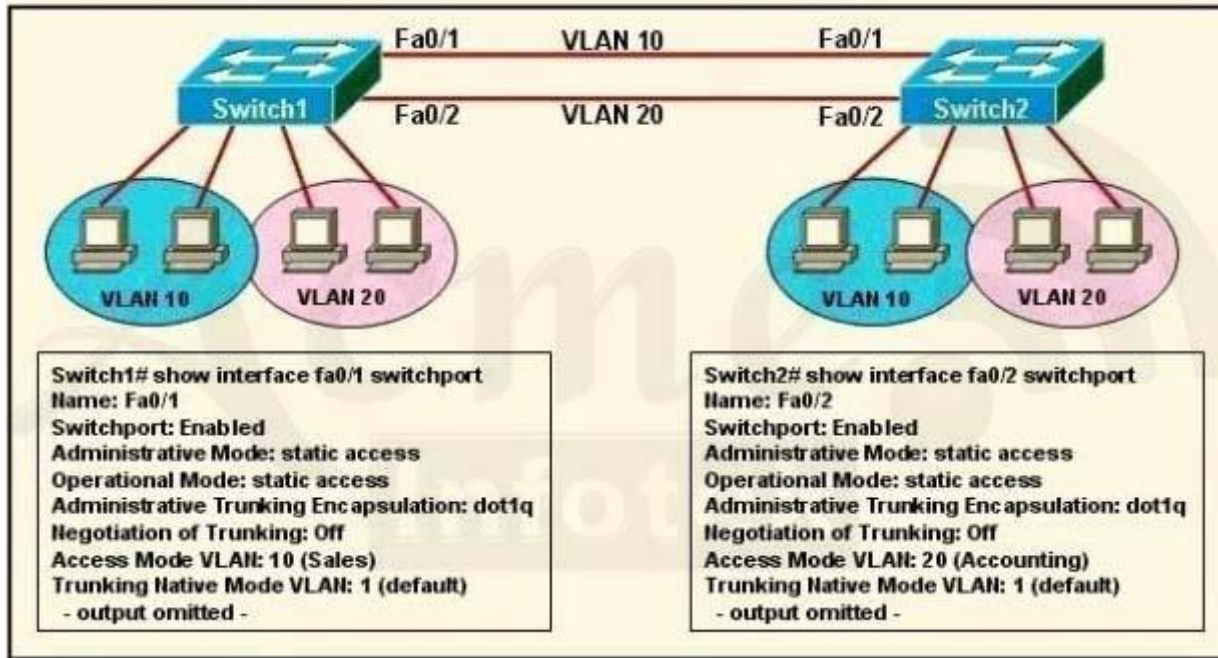 Fa0/1 VLAN 10 Fa0/1
Switch1 Switch2
Fa0/2 VLAN 20 Fa0/2
VLAN 10 VLAN 20 VLAN 10 VLAN 20
Switch1# show interface fa0/1 switchport
Name: Fa0/1
Switchport: Enabled
Administrative Mode: static access
Operational Mode: static access
Administrative Trunking Encapsulation: dot1q
Negotiation of Trunking: Off
Access Mode VLAN: 10 (Sales)
Trunking Native Mode VLAN: 1 (default)
- output omitted -
Switch2# show interface fa0/2 switchport
Name: Fa0/2
Switchport: Enabled
Administrative Mode: static access
Operational Mode: static access
Administrative Trunking Encapsulation: dot1q
Negotiation of Trunking: Off
Access Mode VLAN: 20 (Accounting)
Trunking Native Mode VLAN: 1 (default)
- output omitted -